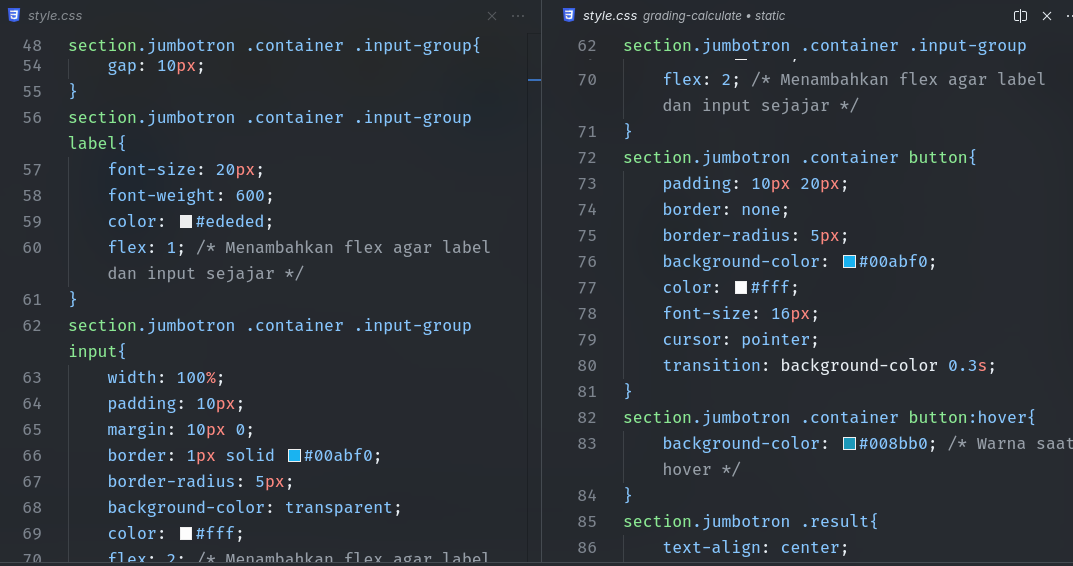 style.css
48 section.jumbotron .container .input-group{
54 gap: 10px;
55 }
56 section.jumbotron .container .input-group
label{
57 font-size: 20px;
58 font-weight: 600;
59 color: #ededed;
60 flex: 1; /* Menambahkan flex agar label
dan input sejajar */
61 }
62 section.jumbotron .container .input-group
input{
63 width: 100%;
64 padding: 10px;
65 margin: 10px 0;
66 border: 1px solid #00abf0;
67 border-radius: 5px;
68 background-color: transparent;
69 color: #fff;
70 flex: 2; /* Menambahkan flex agar label
style.css grading-calculate • static
62 section.jumbotron .container .input-group
70 flex: 2; /* Menambahkan flex agar label
dan input sejajar */
71 }
72 section.jumbotron .container button{
73 padding: 10px 20px;
74 border: none;
75 border-radius: 5px;
76 background-color: #00abf0;
77 color: #fff;
78 font-size: 16px;
79 cursor: pointer;
80 transition: background-color 0.3s;
81 }
82 section.jumbotron .container button:hover{
83 background-color: #008bb0; /* Warna saat
hover */
84 }
85 section.jumbotron .result{
86 text-align: center;